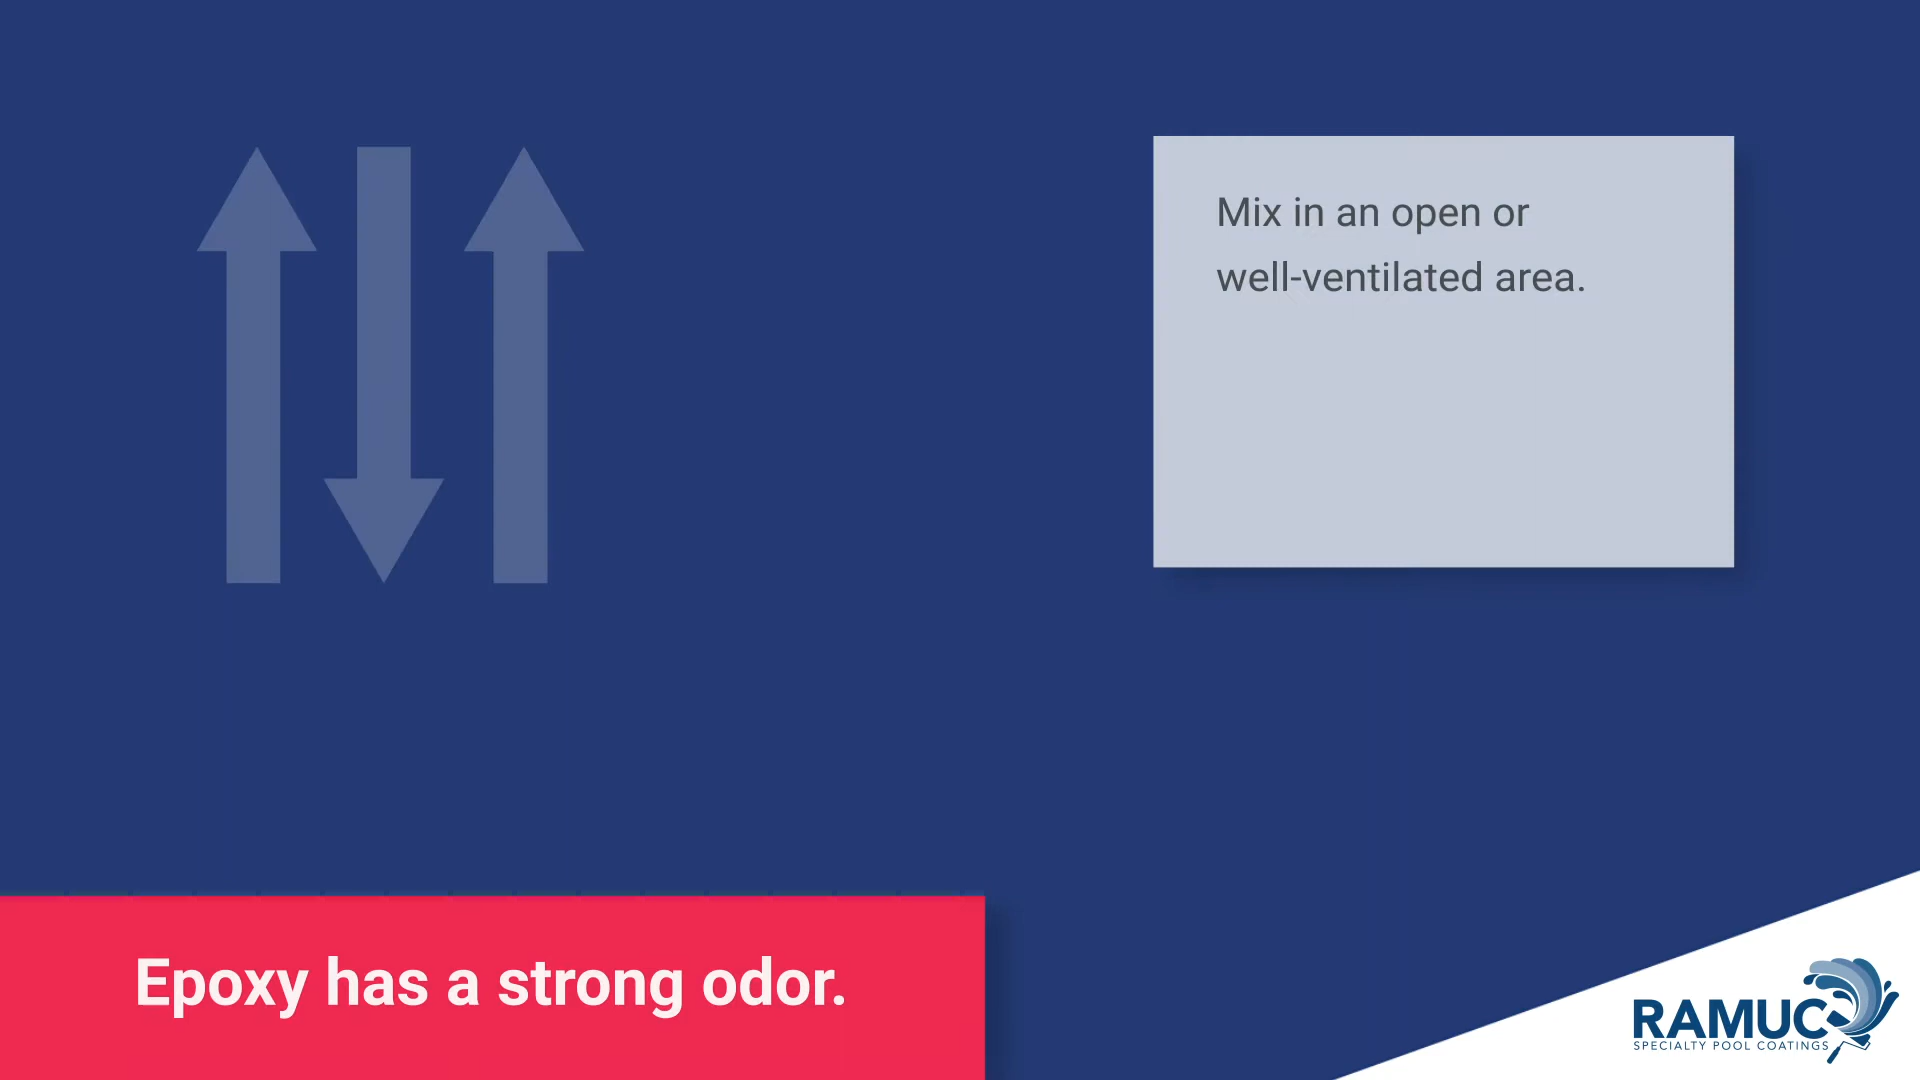 Mix in an open or
well-ventilated area.
Epoxy has a strong odor.
RAMUC
SPECIALTY POOL COATINGS